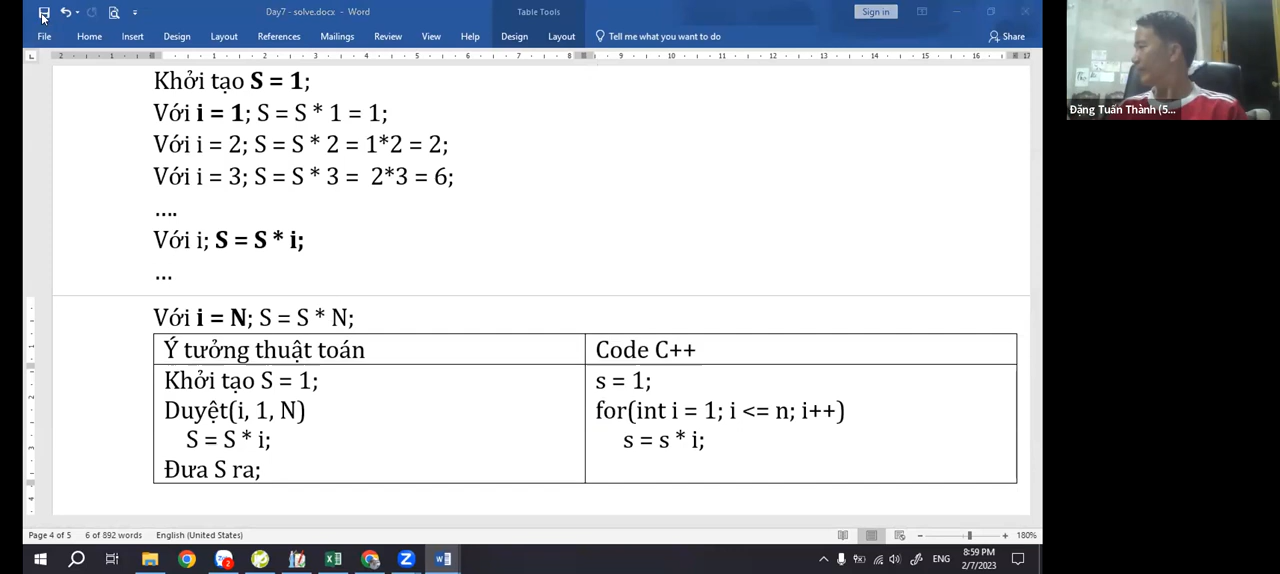 Day7 - solve.docx - Word
Table Tools
Sign in
File Home Insert Design Layout References Mailings Review View Help Design Layout Tell me what you want to do Share
Khởi tạo S = 1;
Với i = 1; S = S * 1 = 1;
Với i = 2; S = S * 2 = 1*2 = 2;
Với i = 3; S = S * 3 = 2*3 = 6;
....
Với i; S = S * i;
...
Với i = N; S = S * N;
Ý tưởng thuật toán
Khởi tạo S = 1;
Duyệt(i, 1, N)
S = S * i;
Đưa S ra;
Code C++
s = 1;
for(int i = 1; i <= n; i++)
s = s * i;
Page 4 of 5 6 of 892 words English (United States) 180%
ENG
8:59 PM
2/7/2023
Đặng Tuấn Thành (5...